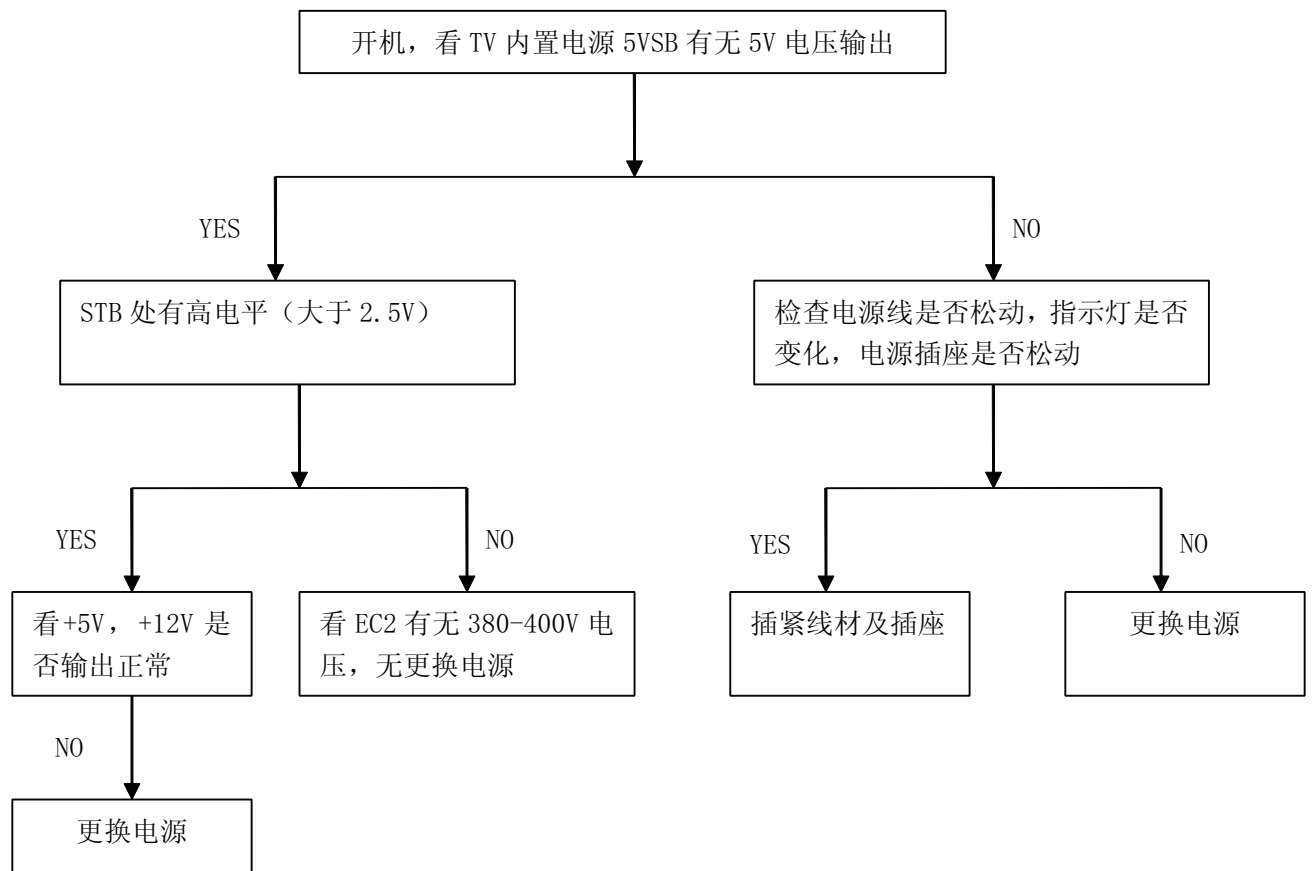 开机，看 TV 内置电源 5VSB 有无 5V 电压输出
YES
NO
STB 处有高电平（大于 2.5V）
检查电源线是否松动，指示灯是否
变化，电源插座是否松动
YES
NO
YES
NO
看+5V，+12V 是
否输出正常
看 EC2 有无 380-400V 电
压，无更换电源
插紧线材及插座
更换电源
NO
更换电源